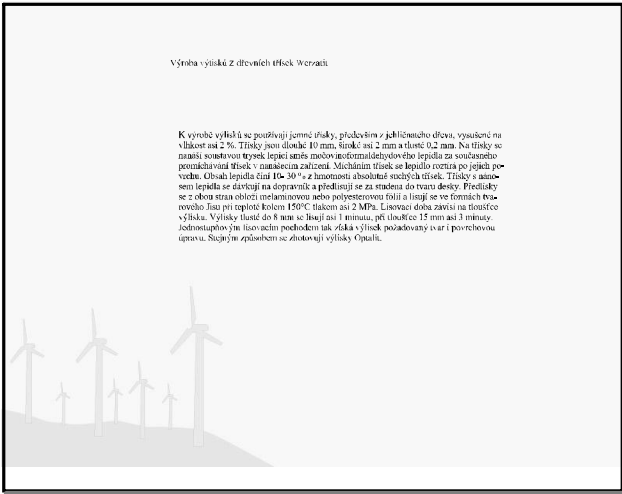 Výroba výtisků z dřevních třísek Werzarit
K výrobě výlisků se používají jemné třísky, především z jehličnatého dřeva, vysušené na
vlhkost asi 2 %. Třísky jsou dlouhé 10 mm, široké asi 2 mm a tlusté 0,2 mm. Na třísky se
nanáší soustavou trysek lepicí směs močovinoformaldehydového lepidla za současného
promíchávání třísek v nanášecím zařízení. Mícháním třísek se lepidlo roztírá po jejich po-
vrchu. Obsah lepidla činí 10- 30 % z hmotnosti absolutně suchých třísek. Třísky s náno-
sem lepidla se dávkují na dopravník a předlisují se za studena do tvaru desky. Předlisky
se z obou stran obloží melaminovou nebo polyesterovou fólií a lisují se ve formách tva-
rového Jisu při teplotě kolem 150°C tlakem asi 2 MPa. Lisovací doba závisí na tloušťce
výlisku. Výlisky tlusté do 8 mm se lisují asi 1 minutu, při tloušťce 15 mm asi 3 minuty.
Jednostupňovým lisovacím pochodem tak získá výlisek požadovaný tvar i povrchovou
úpravu. Stejným způsobem se zhotovují výlisky Optalit.